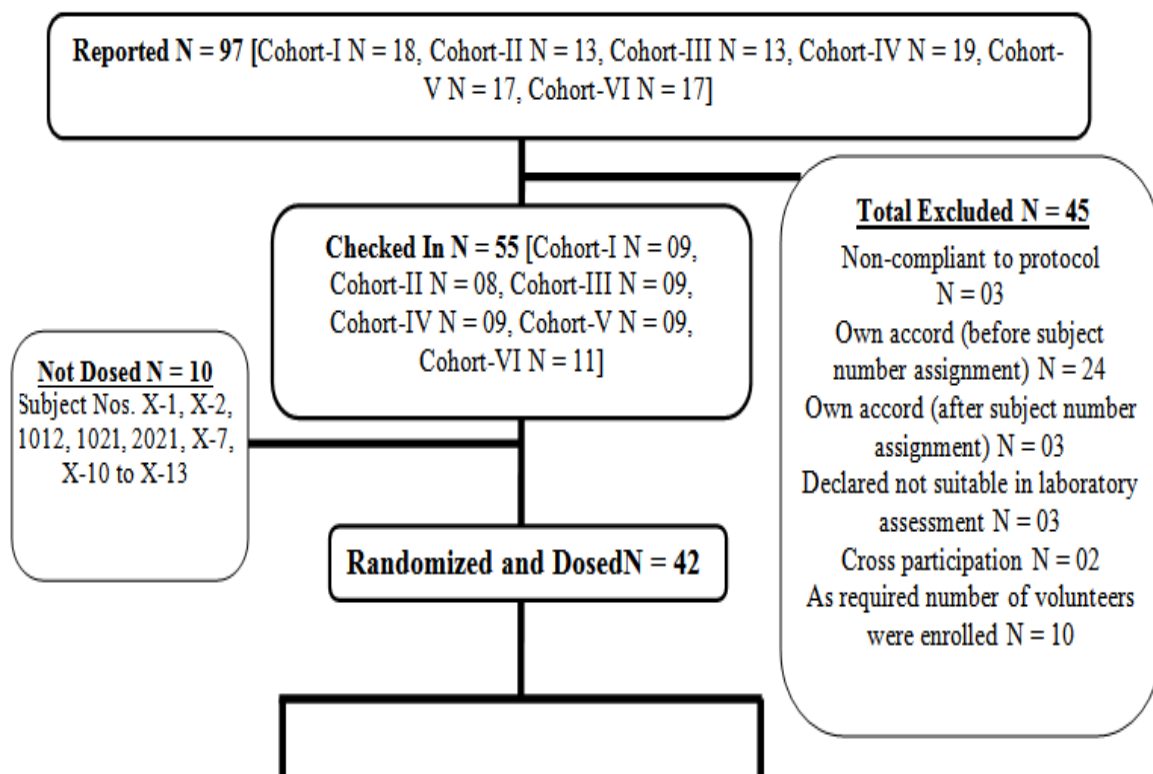 Reported N = 97 [Cohort-I N = 18, Cohort-II N = 13, Cohort-III N = 13, Cohort-IV N = 19, Cohort-
V N = 17, Cohort-VI N = 17]
Checked In N = 55 [Cohort-I N = 09,
Cohort-II N = 08, Cohort-III N = 09,
Cohort-IV N = 09, Cohort-V N = 09,
Cohort-VI N = 11]
Total Excluded N = 45
Non-compliant to protocol
N = 03
Own accord (before subject
number assignment) N = 24
Own accord (after subject number
assignment) N = 03
Declared not suitable in laboratory
assessment N = 03
Cross participation N = 02
As required number of volunteers
were enrolled N = 10
Not Dosed N = 10
Subject Nos. X-1, X-2,
1012, 1021, 2021, X-7,
X-10 to X-13
Randomized and DosedN = 42